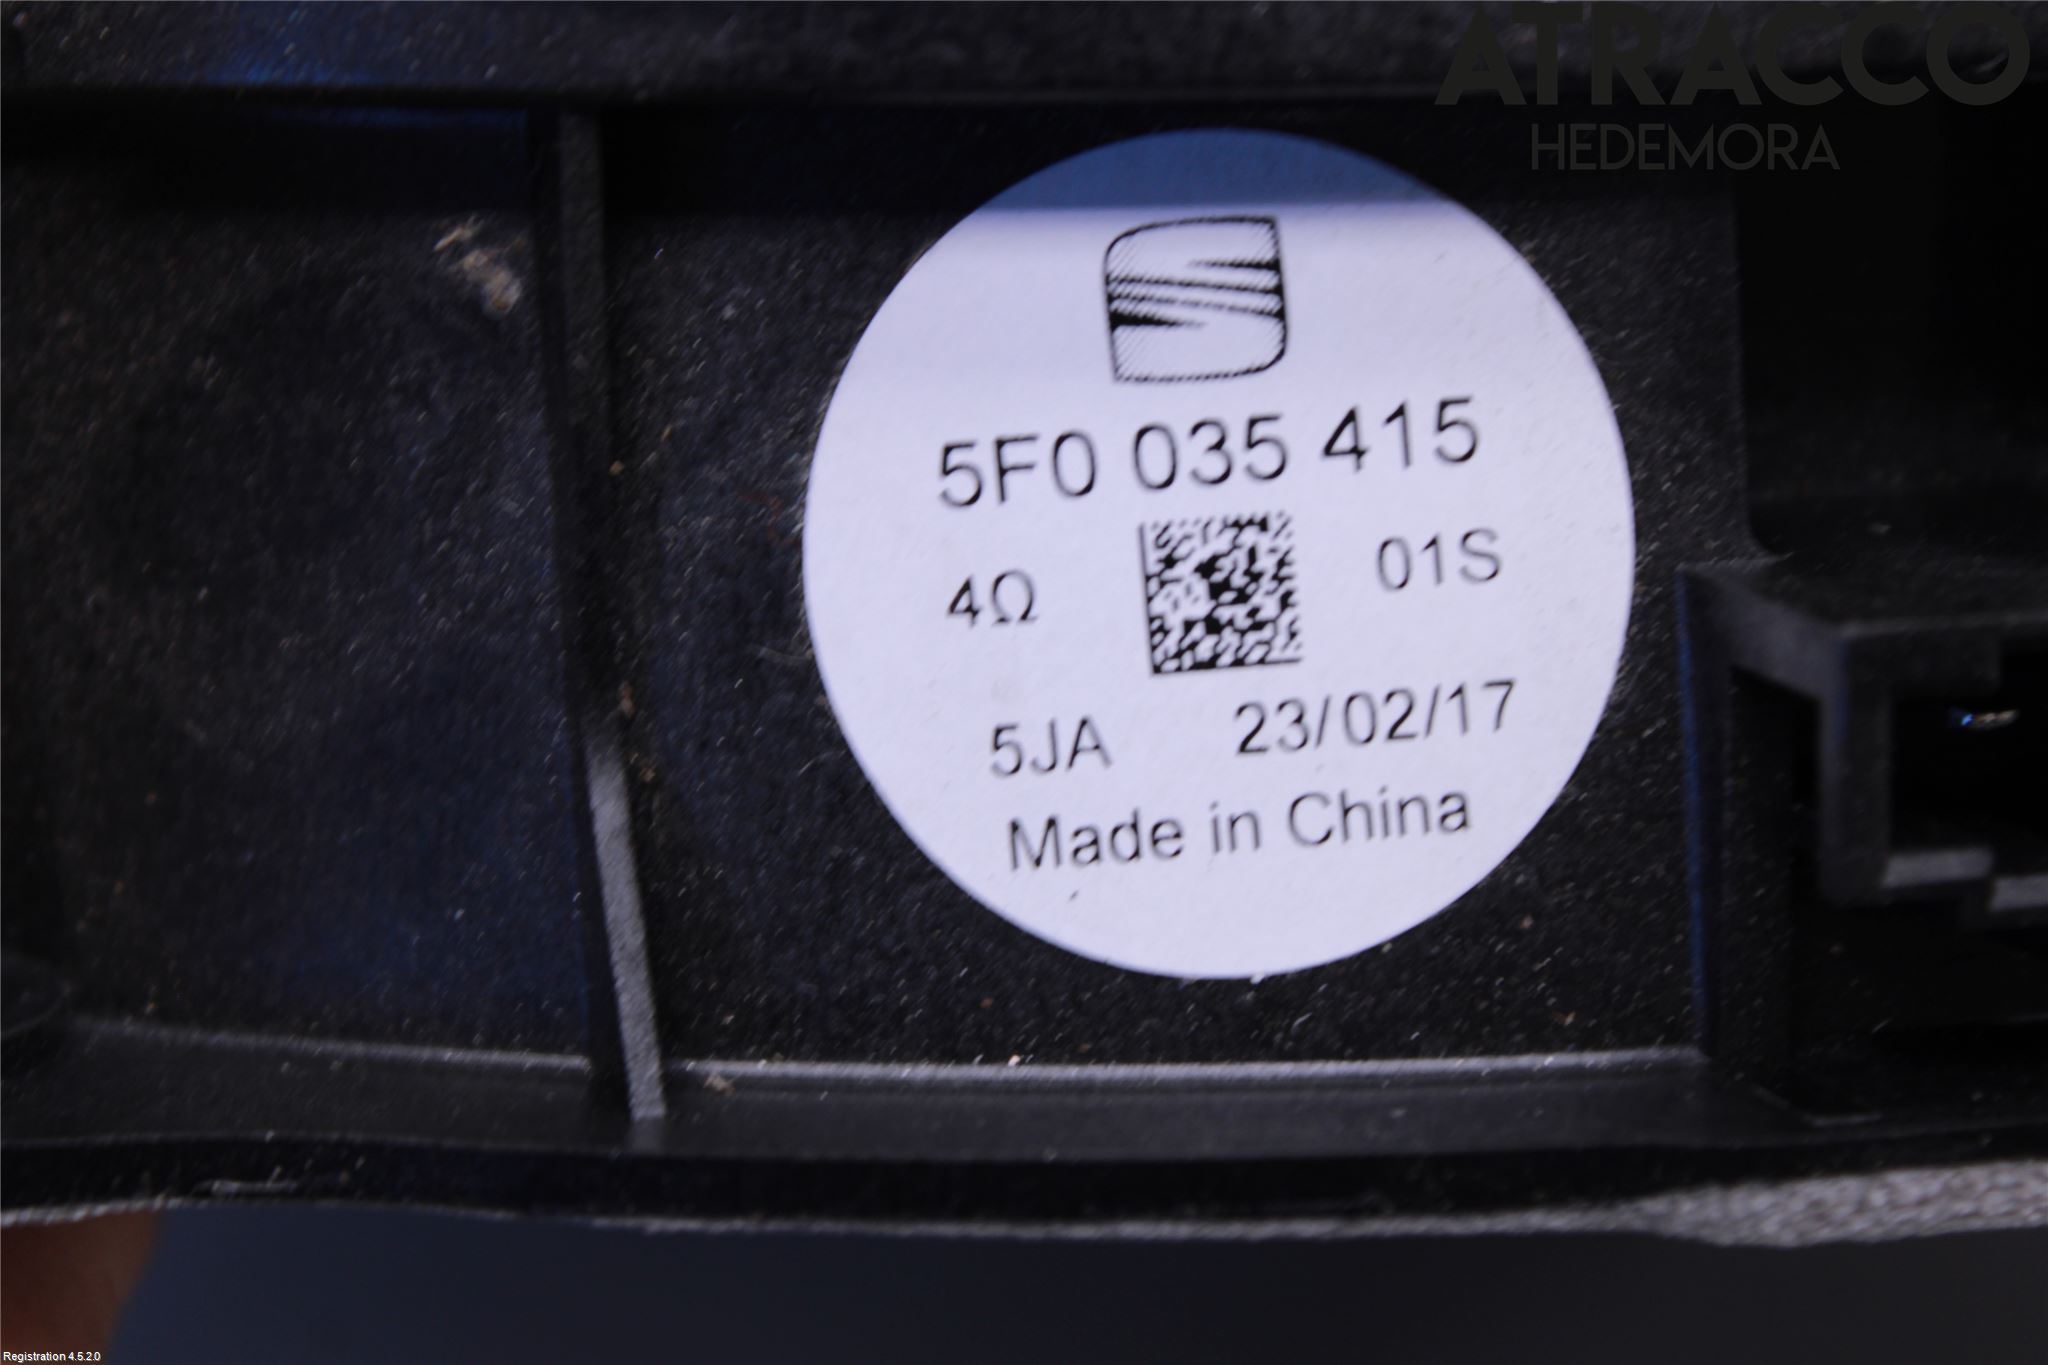 ATRACCO
HEDEMORA
5F0 035 415
4Ω 01S
5JA 23/02/17
Made in China
Registration 4.5.2.0